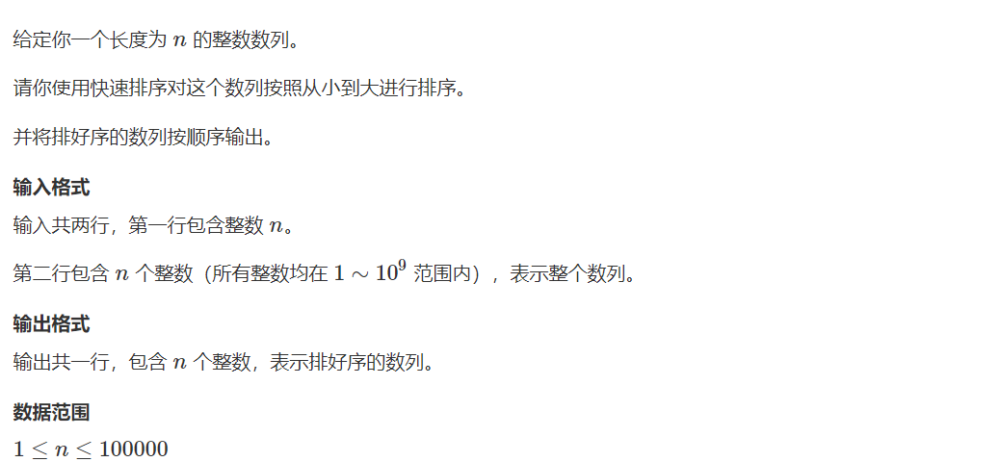 给定你一个长度为 n 的整数数列。
请你使用快速排序对这个数列按照从小到大进行排序。
并将排好序的数列按顺序输出。
输入格式
输入共两行，第一行包含整数 n。
第二行包含 n 个整数（所有整数均在 1 ∼ 10⁹ 范围内），表示整个数列。
输出格式
输出共一行，包含 n 个整数，表示排好序的数列。
数据范围
1 ≤ n ≤ 100000